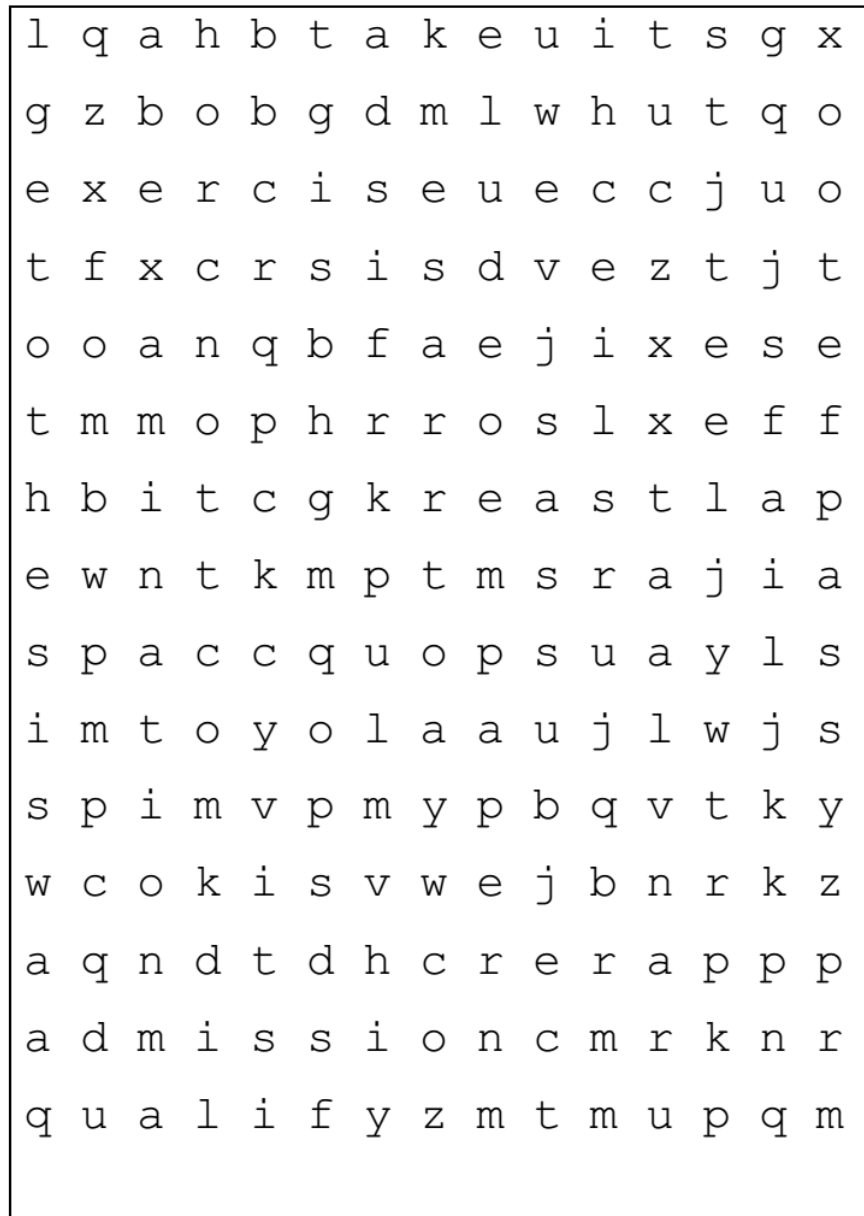 l q a h b t a k e u i t s g x
g z b o b g d m l w h u t q o
e x e r c i s e u e c c j u o
t f x c r s i s d v e z t j t
o o a n q b f a e j i x e s e
t m m o p h r r o s l x e f f
h b i t c g k r e a s t l a p
e w n t k m p t m s r a j i a
s p a c c q u o p s u a y l s
i m t o y o l a a u j l w j s
s p i m v p m y p b q v t k y
w c o k i s v w e j b n r k z
a q n d t d h c r e r a p p p
a d m i s s i o n c m r k n r
q u a l i f y z m t m u p q m